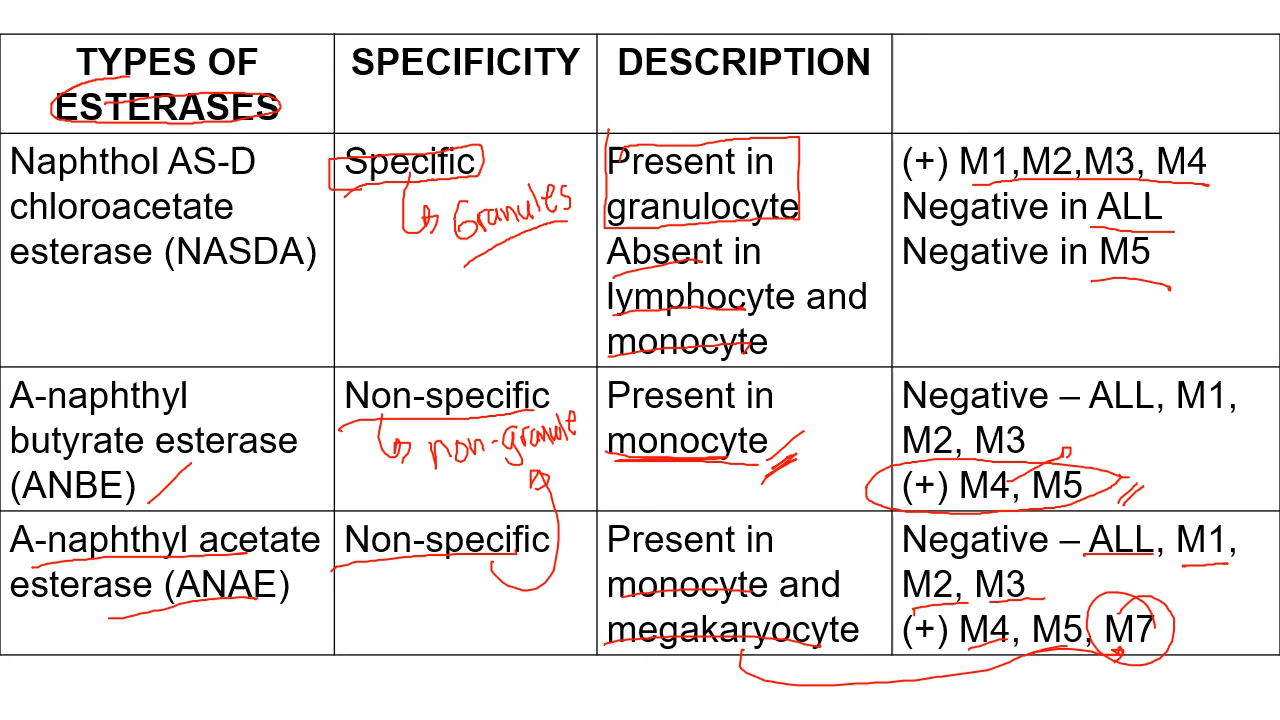 TYPES OF
ESTERASES
SPECIFICITY
DESCRIPTION
Naphthol AS-D
chloroacetate
esterase (NASDA)
Specific
Granules
Present in
granulocyte
Absent in
lymphocyte and
monocyte
(+) M1,M2,M3, M4
Negative in ALL
Negative in M5
A-naphthyl
butyrate esterase
(ANBE)
Non-specific
non-granule
Present in
monocyte
Negative – ALL, M1,
M2, M3
(+) M4, M5
A-naphthyl acetate
esterase (ANAE)
Non-specific
Present in
monocyte and
megakaryocyte
Negative – ALL, M1,
M2, M3
(+) M4, M5, M7